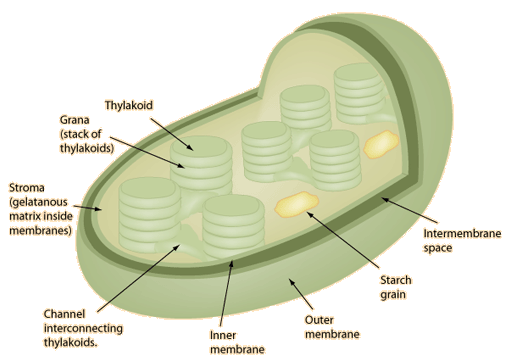 Thylakoid
Grana
(stack of
thylakoids)
Stroma
(gelatanous
matrix inside
membranes)
Intermembrane
space
Starch
grain
Channel
interconnecting
thylakoids.
Outer
membrane
Inner
membrane